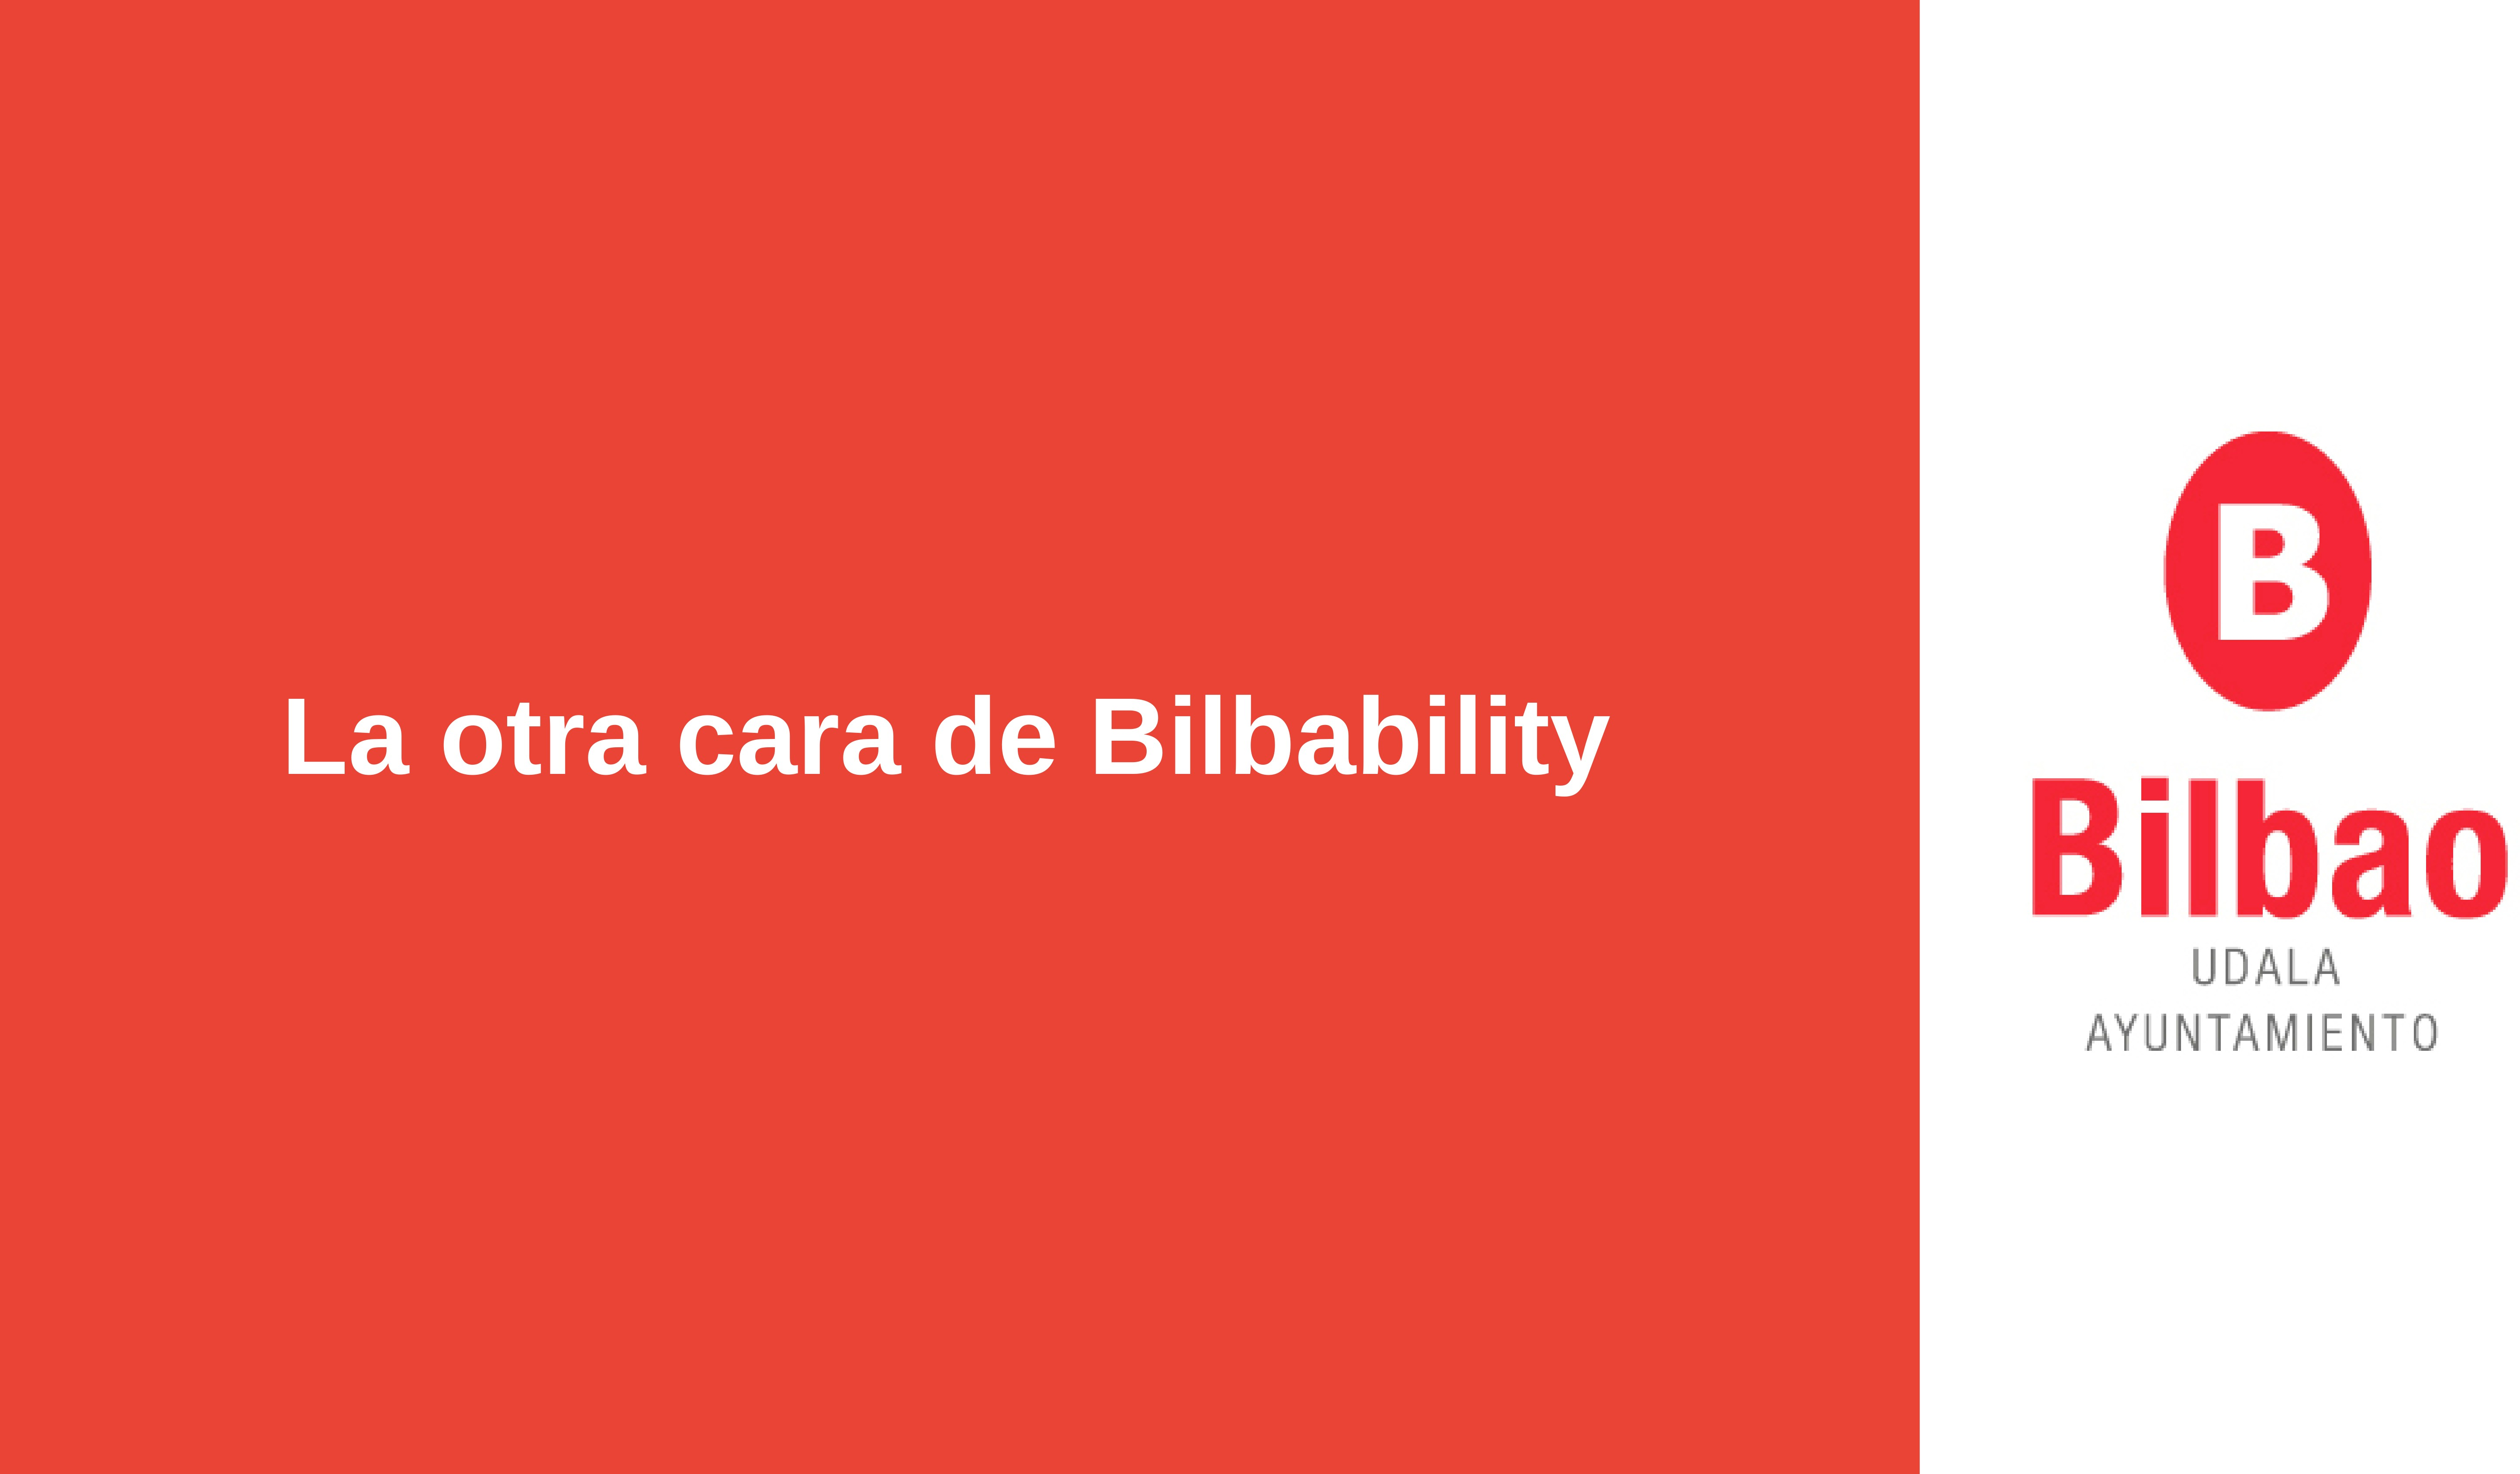 La otra cara de Bilbability
B
Bilbao
UDALA
AYUNTAMIENTO